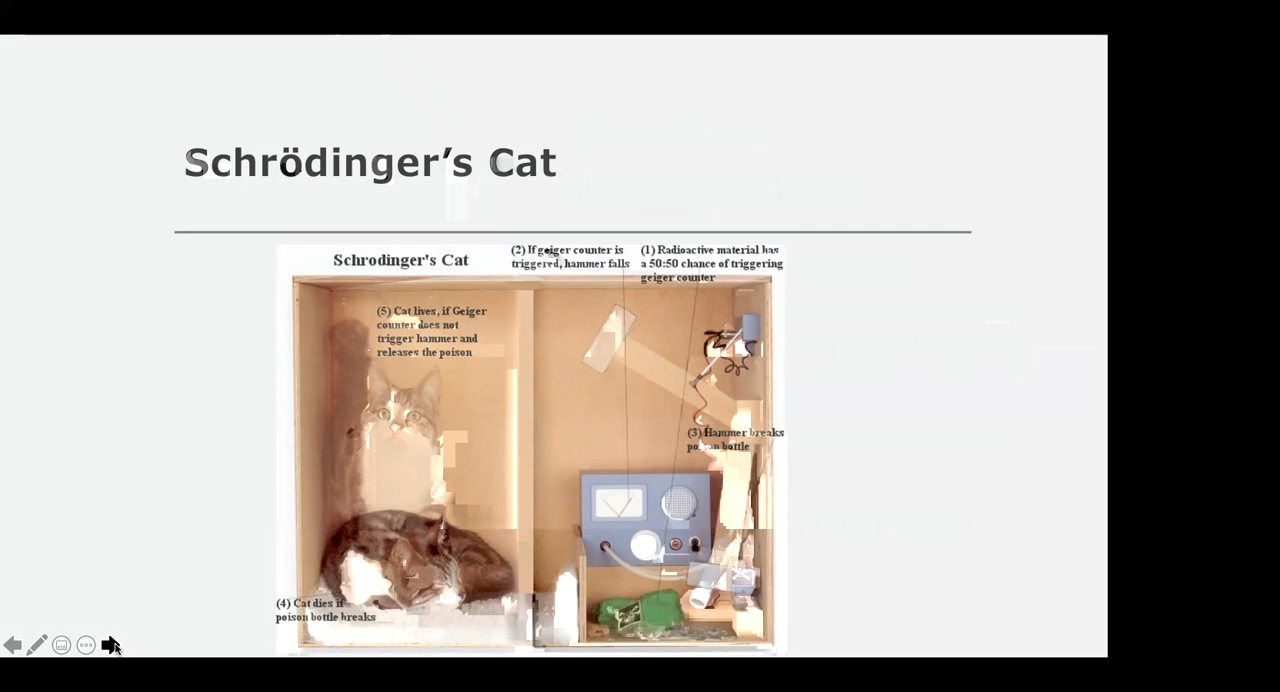 Schrödinger’s Cat
Schrodinger's Cat
(2) If geiger counter is
triggered, hammer falls
(1) Radioactive material has
a 50:50 chance of triggering
geiger counter
(5) Cat lives, if Geiger
counter does not
trigger hammer and
releases the poison
(3) Hammer breaks
poison bottle
(4) Cat dies if
poison bottle breaks